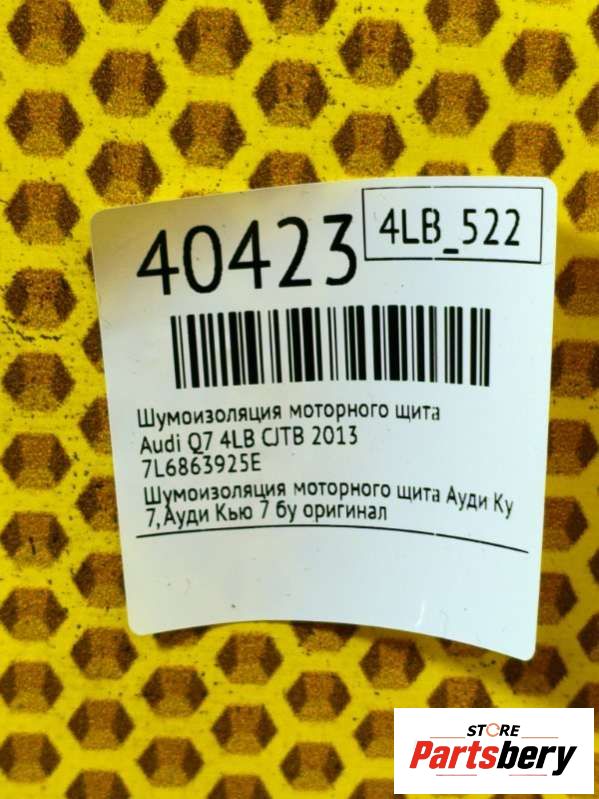 40423
4LB_522
Шумоизоляция моторного щита
Audi Q7 4LB CJTB 2013
7L6863925E
Шумоизоляция моторного щита Ауди Ку
7, Ауди Кью 7 бу оригинал
STORE
Partsbery